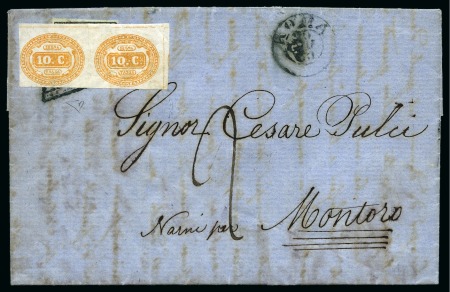 10. C. 10. C.
ROMA
Signor Cesare Pulci
Narni per Montoro